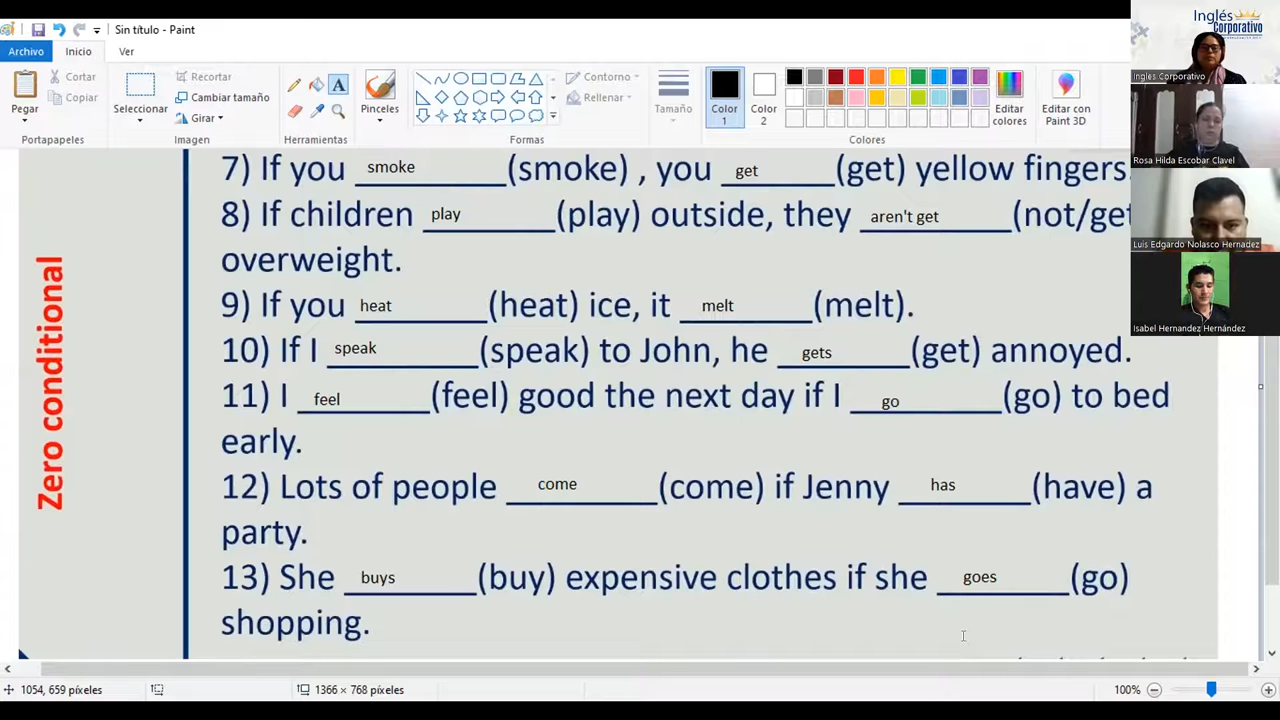 Sin título - Paint
Archivo Inicio Ver
Pegar
Cortar
Copiar
Portapapeles
Seleccionar
Recortar
Cambiar tamaño
Girar
Imagen
Herramientas
Pinceles
Contorno
Rellenar
Formas
Tamaño
Color 1
Color 2
Editar colores
Colores
Editar con Paint 3D
Inglés Corporativo
Ingles Corporativo
Rosa Hilda Escobar Clavel
Luis Edgardo Nolasco Hernadez
Isabel Hernandez Hernández
Zero conditional
7) If you smoke (smoke) , you get (get) yellow fingers.
8) If children play (play) outside, they aren't get (not/get
overweight.
9) If you heat (heat) ice, it melt (melt).
10) If I speak (speak) to John, he gets (get) annoyed.
11) I feel (feel) good the next day if I go (go) to bed
early.
12) Lots of people come (come) if Jenny has (have) a
party.
13) She buys (buy) expensive clothes if she goes (go)
shopping.
1054, 659 píxeles
1366 × 768 píxeles
100%